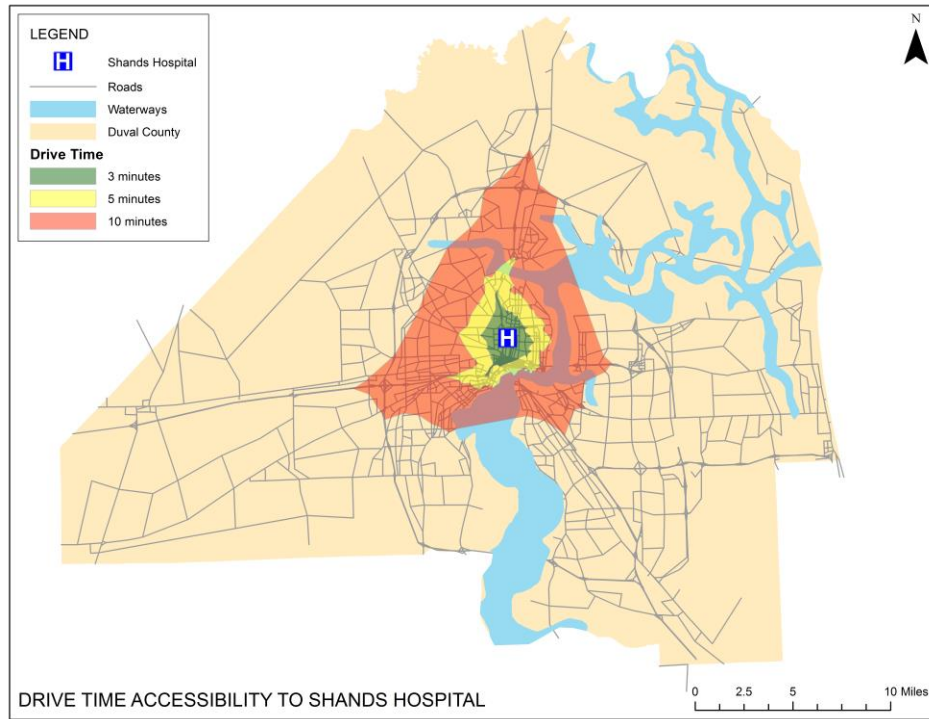 N
LEGEND
H Shands Hospital
Roads
Waterways
Duval County
Drive Time
3 minutes
5 minutes
10 minutes
H
DRIVE TIME ACCESSIBILITY TO SHANDS HOSPITAL
0 2.5 5 10 Miles